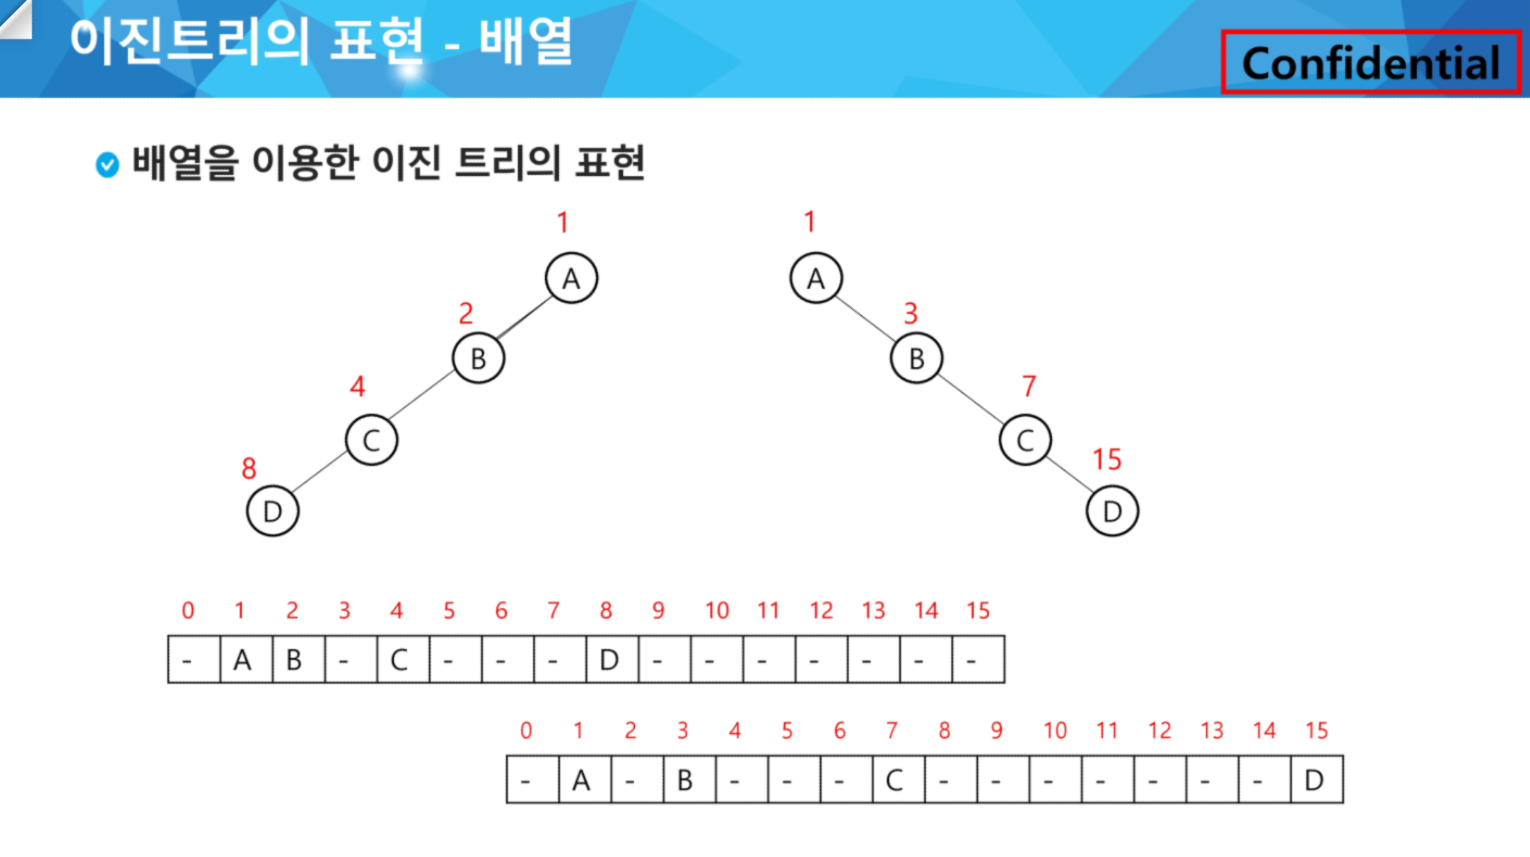 이진트리의 표현 - 배열
Confidential
배열을 이용한 이진 트리의 표현
1 1
A A
2 3
B B
4 7
C C
8 15
D D
0 1 2 3 4 5 6 7 8 9 10 11 12 13 14 15
- A B - C - - - D - - - - - - -
0 1 2 3 4 5 6 7 8 9 10 11 12 13 14 15
- A - B - - - C - - - - - - - D